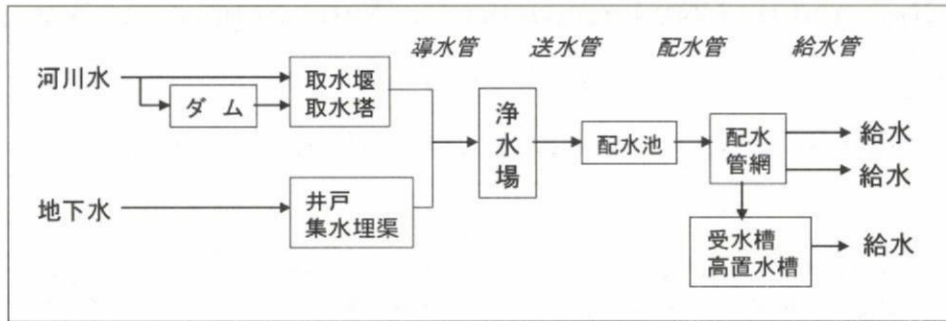 導水管 送水管 配水管 給水管
河川水
ダム
取水堰
取水塔
浄水場
配水池
配水
管網
給水
給水
地下水
井戸
集水埋渠
受水槽
高置水槽
給水